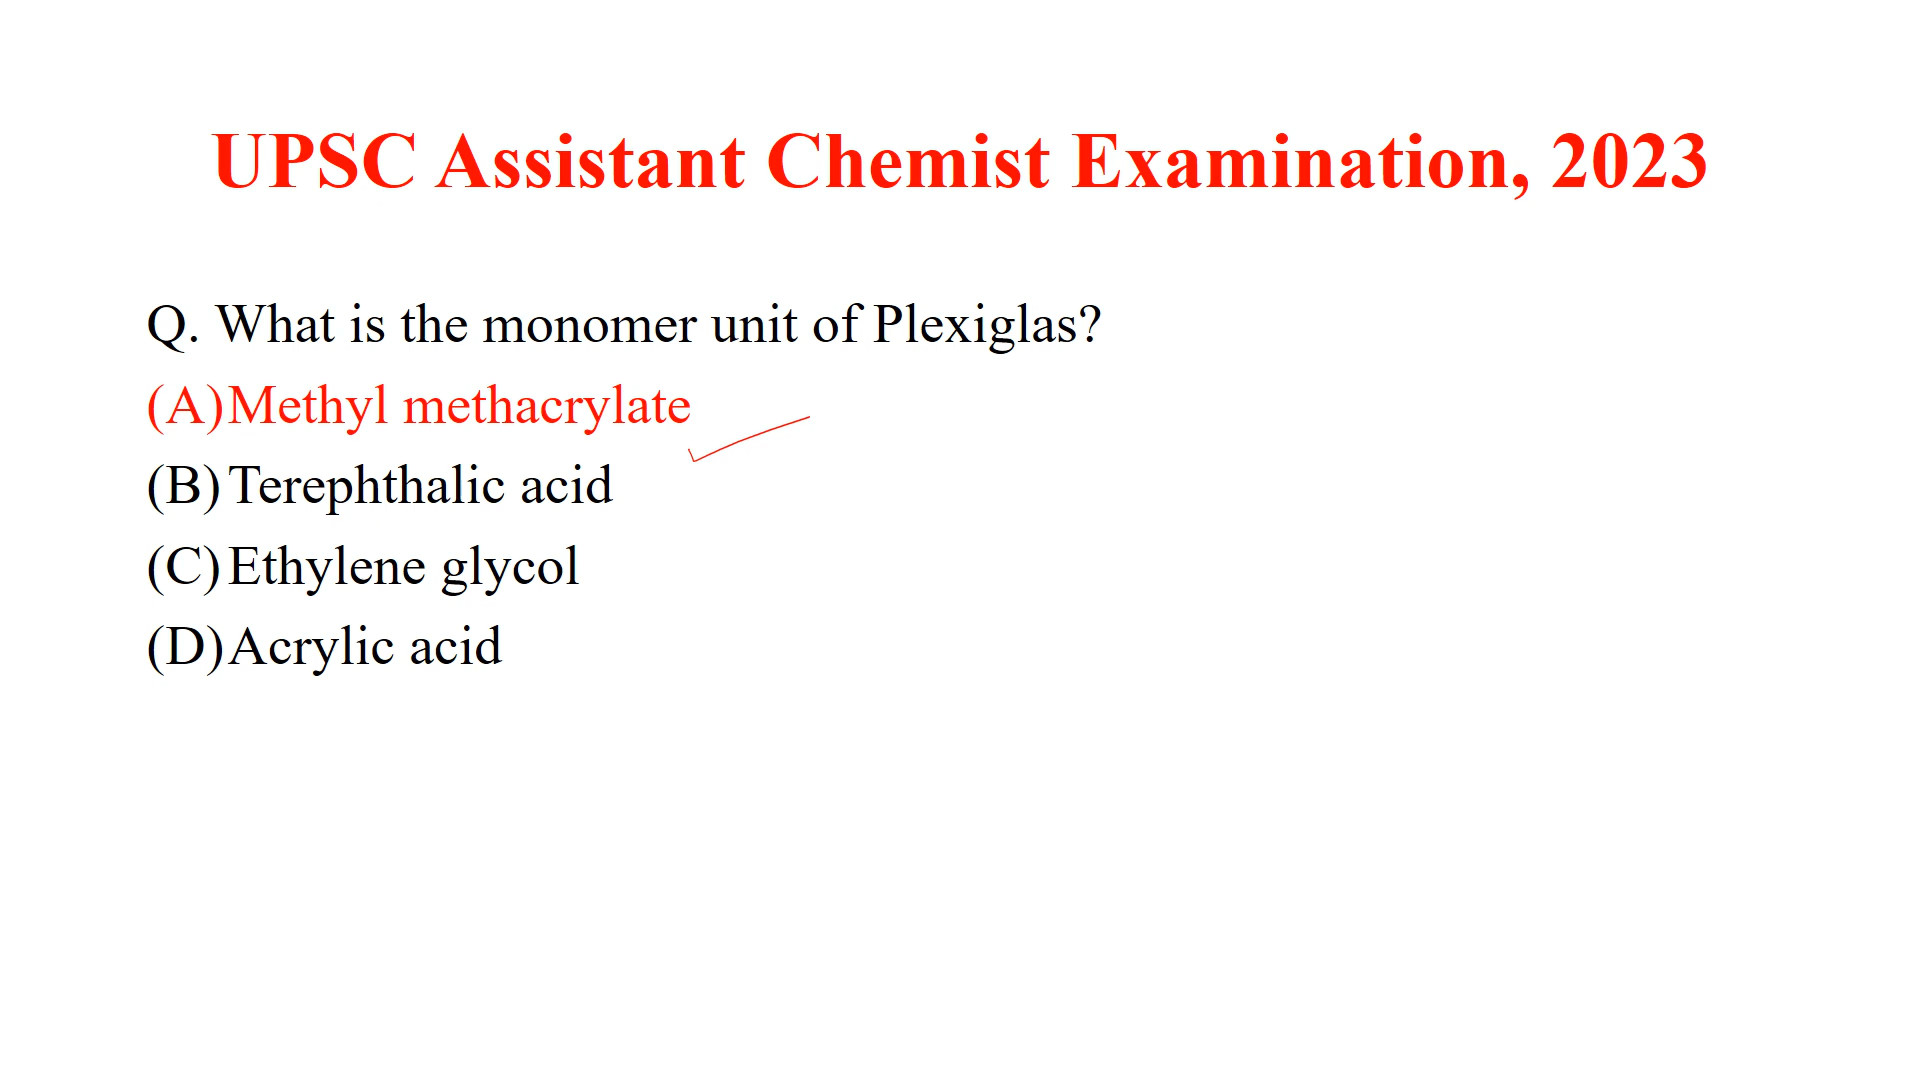 UPSC Assistant Chemist Examination, 2023
Q. What is the monomer unit of Plexiglas?
(A) Methyl methacrylate
(B) Terephthalic acid
(C) Ethylene glycol
(D) Acrylic acid